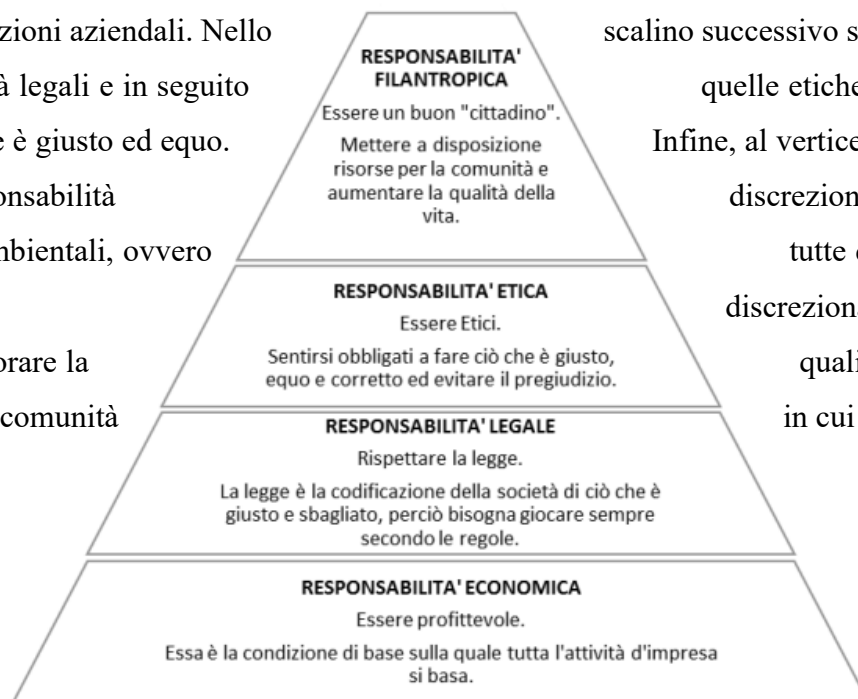 zioni aziendali. Nello scalino successivo s
à legali e in seguito quelle etiche
e è giusto ed equo. Infine, al vertice
onsabilità discrezion
mbientali, ovvero tutte
discreziona
orare la quali
comunità in cui
RESPONSABILITA'
FILANTROPICA
Essere un buon "cittadino".
Mettere a disposizione
risorse per la comunità e
aumentare la qualità della
vita.
RESPONSABILITA' ETICA
Essere Etici.
Sentirsi obbligati a fare ciò che è giusto,
equo e corretto ed evitare il pregiudizio.
RESPONSABILITA' LEGALE
Rispettare la legge.
La legge è la codificazione della società di ciò che è
giusto e sbagliato, perciò bisogna giocare sempre
secondo le regole.
RESPONSABILITA' ECONOMICA
Essere profittevole.
Essa è la condizione di base sulla quale tutta l'attività d'impresa
si basa.